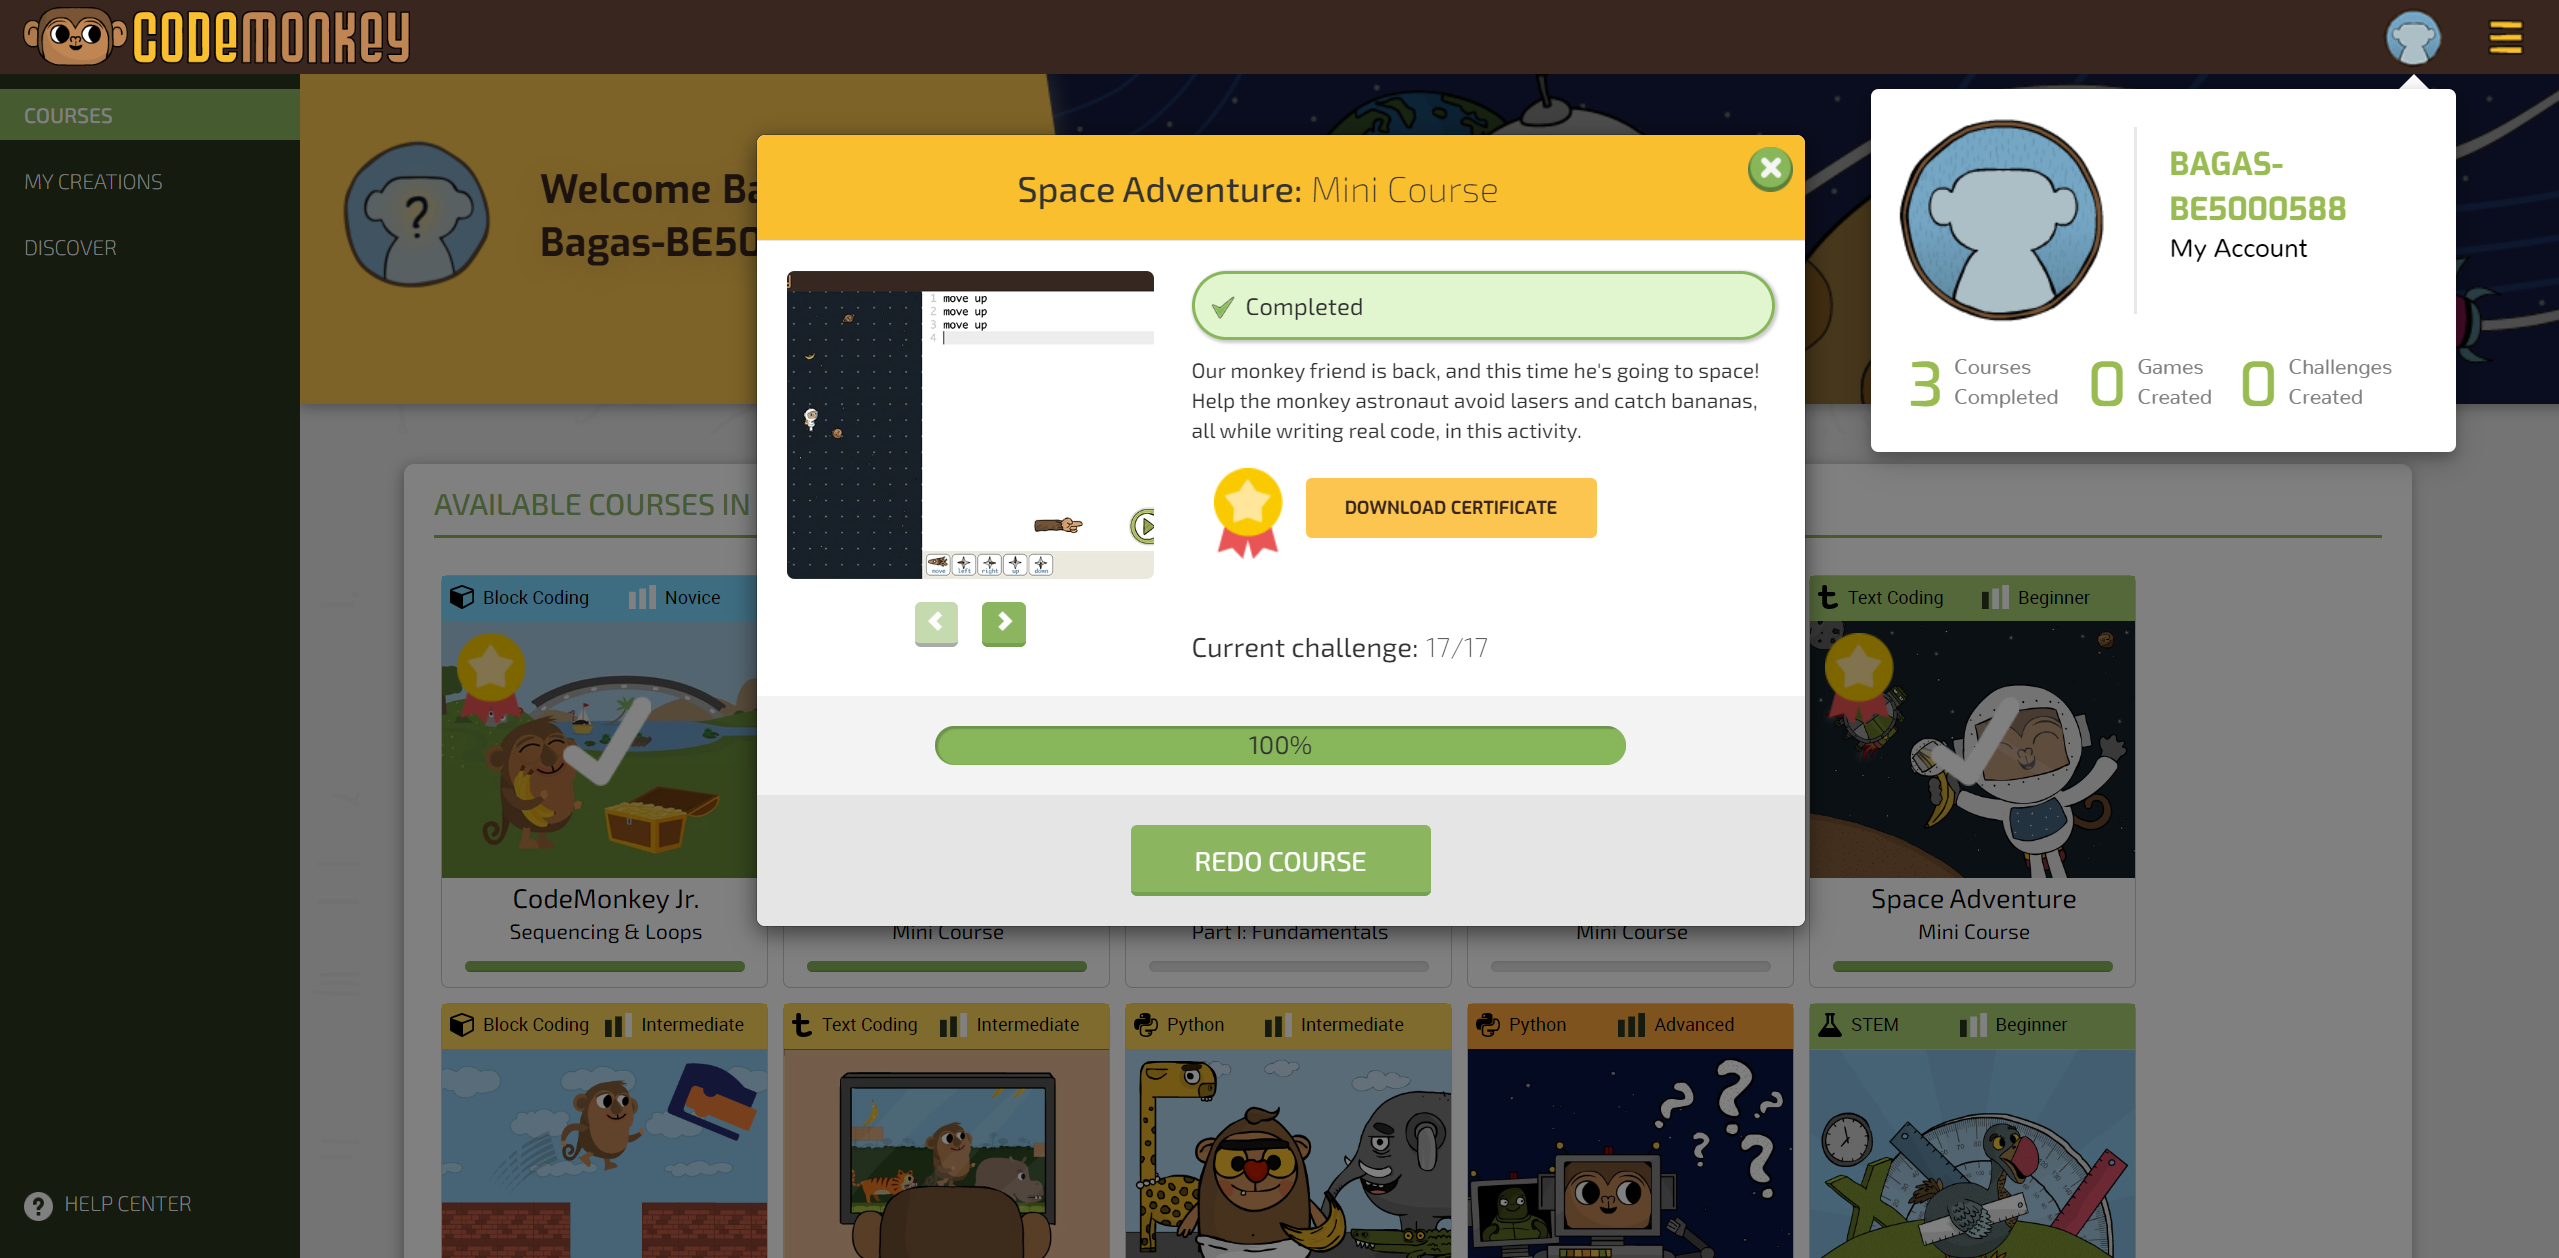 CODEMONKEY
COURSES
MY CREATIONS
DISCOVER
HELP CENTER
?
Welcome Ba
Bagas-BE50
BAGAS-
BE5000588
My Account
3 Courses Completed
0 Games Created
0 Challenges Created
Space Adventure: Mini Course
1 move up
2 move up
3 move up
4
move left right up down
Completed
Our monkey friend is back, and this time he's going to space!
Help the monkey astronaut avoid lasers and catch bananas,
all while writing real code, in this activity.
DOWNLOAD CERTIFICATE
Current challenge: 17/17
100%
REDO COURSE
AVAILABLE COURSES IN
Block Coding Novice
Text Coding Beginner
CodeMonkey Jr.
Sequencing & Loops
Mini Course
Part I: Fundamentals
Mini Course
Space Adventure
Mini Course
Block Coding Intermediate
Text Coding Intermediate
Python Intermediate
Python Advanced
STEM Beginner
? ? ? ? ?